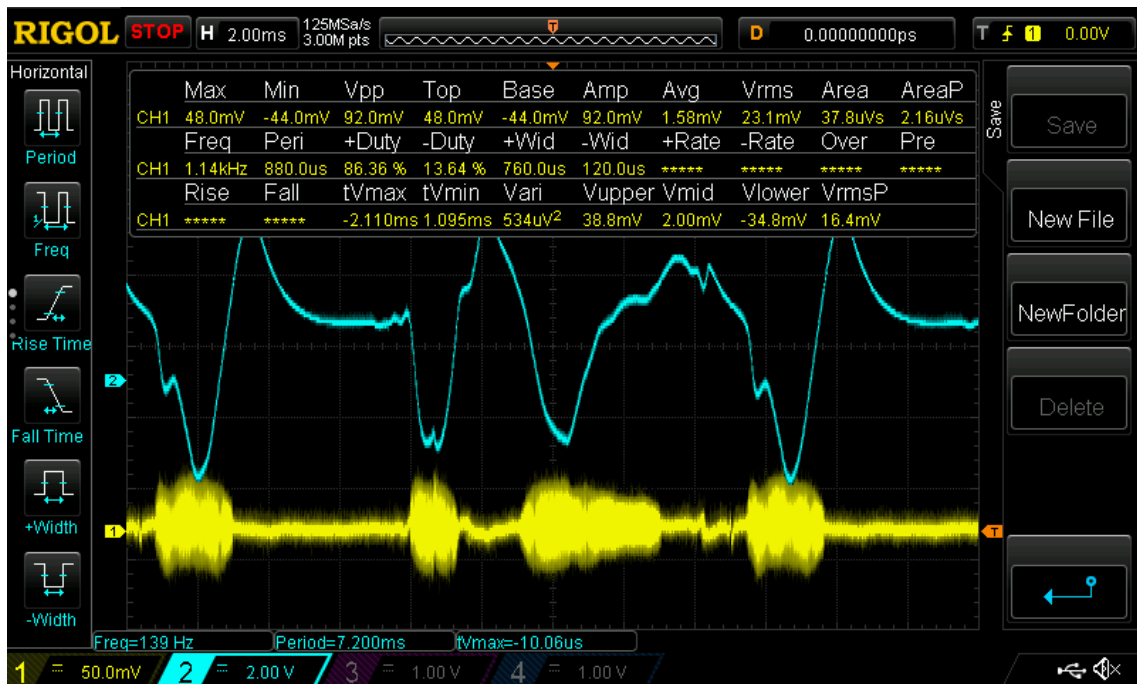 RIGOL STOP H 2.00ms 125MSa/s 3.00M pts T D 0.00000000ps T 1 0.00V
Horizontal
Period
Freq
Rise Time
Fall Time
+Width
-Width
Max Min Vpp Top Base Amp Avg Vrms Area AreaP
CH1 48.0mV -44.0mV 92.0mV 48.0mV -44.0mV 92.0mV 1.58mV 23.1mV 37.8uVs 2.16uVs
Freq Peri +Duty -Duty +Wid -Wid +Rate -Rate Over Pre
CH1 1.14kHz 880.0us 86.36 % 13.64 % 760.0us 120.0us ***** ***** ***** *****
Rise Fall tVmax tVmin Vari Vupper Vmid Vlower VrmsP
CH1 ***** ***** -2.110ms 1.095ms 534uV² 38.8mV 2.00mV -34.8mV 16.4mV
2
1
T
Save
Save
New File
NewFolder
Delete
Freq=139 Hz Period=7.200ms tVmax=-10.06us
1 = 50.0mV 2 = 2.00 V 3 = 1.00 V 4 = 1.00 V